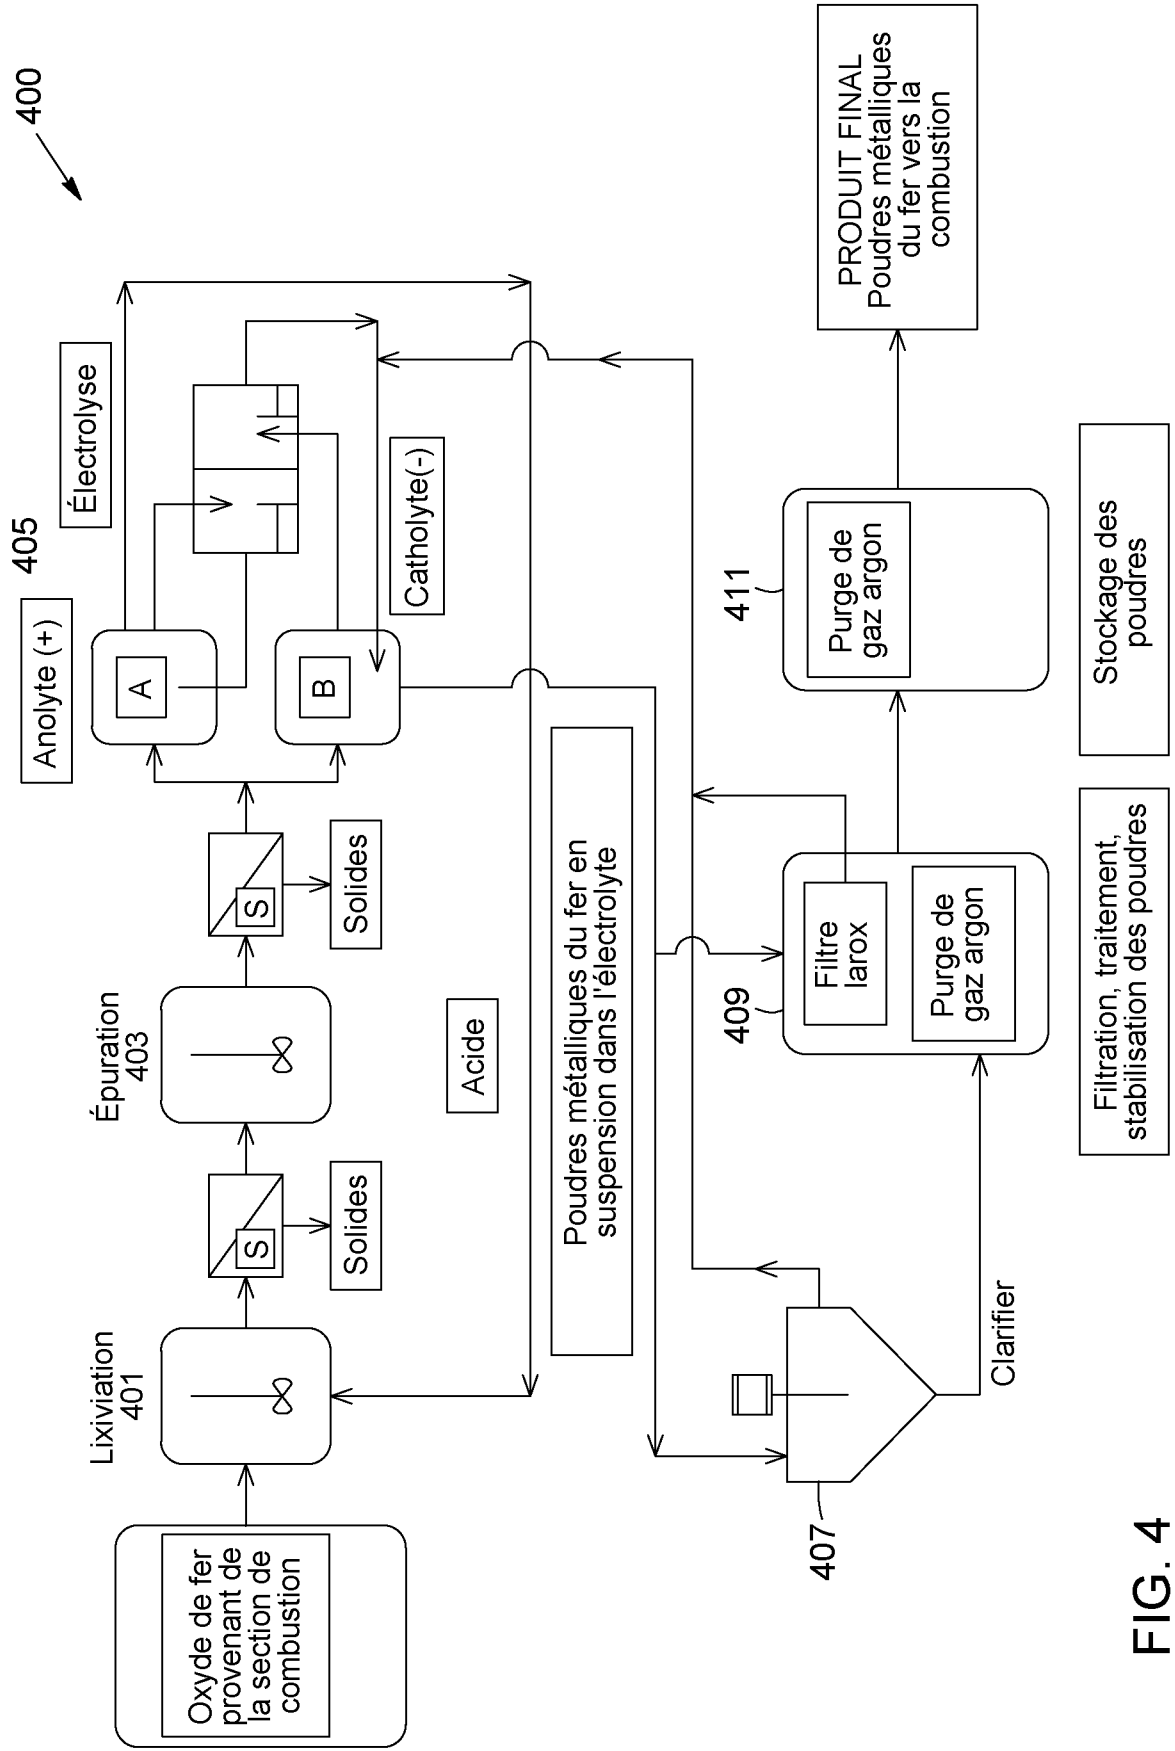 400
405
Électrolyse
Anolyte (+)
A
B
Catholyte(-)
S
Solides
Épuration
403
S
Solides
Lixiviation
401
Oxyde de fer
provenant de
la section de
combustion
Acide
Poudres métalliques du fer en
suspension dans l'électrolyte
407
Clarifier
409
Filtre
larox
Purge de
gaz argon
Filtration, traitement,
stabilisation des poudres
411
Purge de
gaz argon
Stockage des
poudres
PRODUIT FINAL
Poudres métalliques
du fer vers la
combustion
FIG. 4